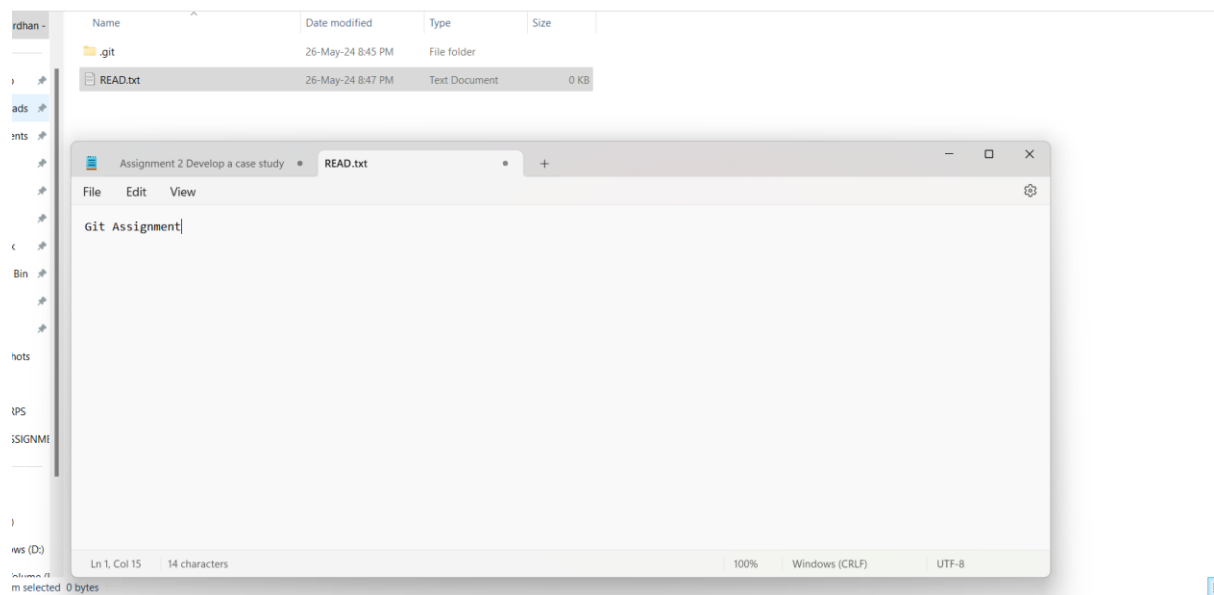 rdhan -
Name Date modified Type Size
.git 26-May-24 8:45 PM File folder
READ.txt 26-May-24 8:47 PM Text Document 0 KB
ads
ents
Assignment 2 Develop a case study READ.txt
File Edit View
Git Assignment
Bin
hots
RPS
SSIGNME
ws (D:)
Ln 1, Col 15 14 characters 100% Windows (CRLF) UTF-8
m selected 0 bytes